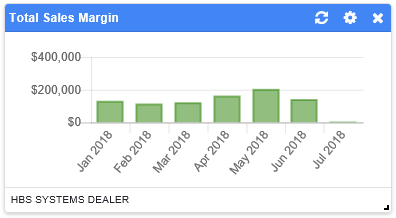 Total Sales Margin
$400,000
$200,000
$0
Jan 2018
Feb 2018
Mar 2018
Apr 2018
May 2018
Jun 2018
Jul 2018
HBS SYSTEMS DEALER